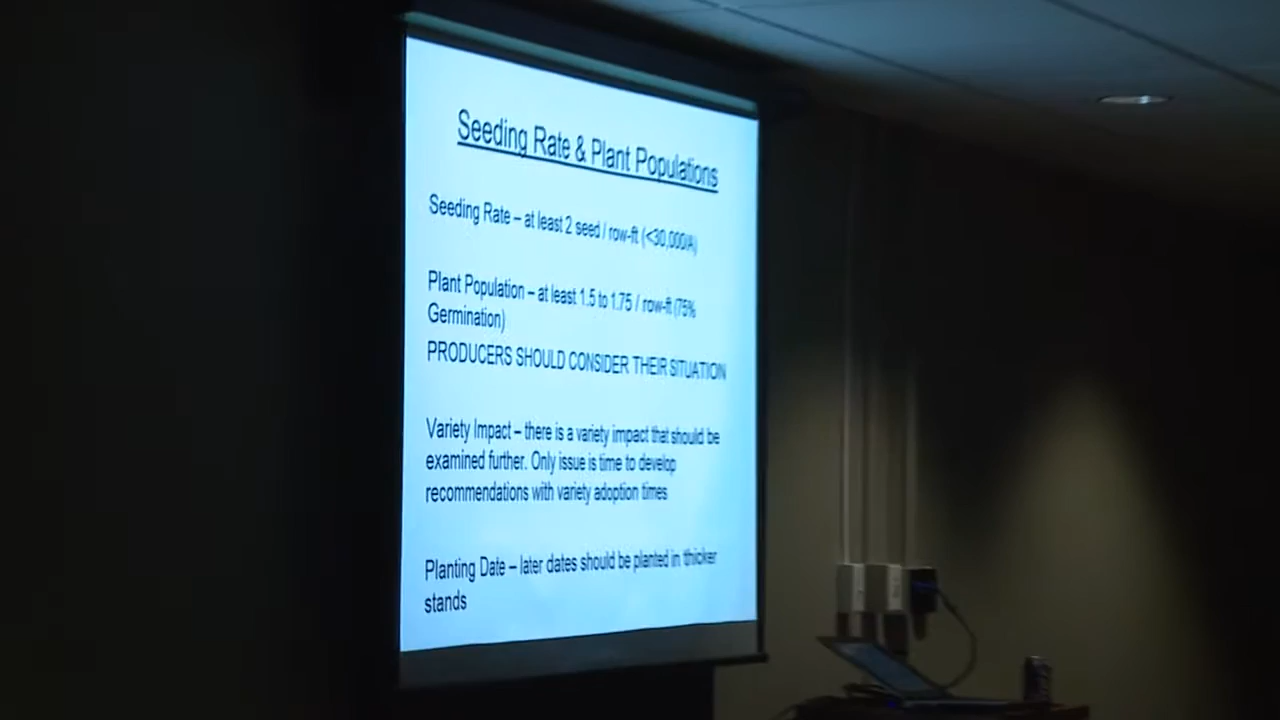 Seeding Rate & Plant Populations
Seeding Rate – at least 2 seed / row-ft (<30,000/A)
Plant Population – at least 1.5 to 1.75 / row-ft (75%
Germination)
PRODUCERS SHOULD CONSIDER THEIR SITUATION
Variety Impact – there is a variety impact that should be
examined further. Only issue is time to develop
recommendations with variety adoption times
Planting Date – later dates should be planted in thicker
stands